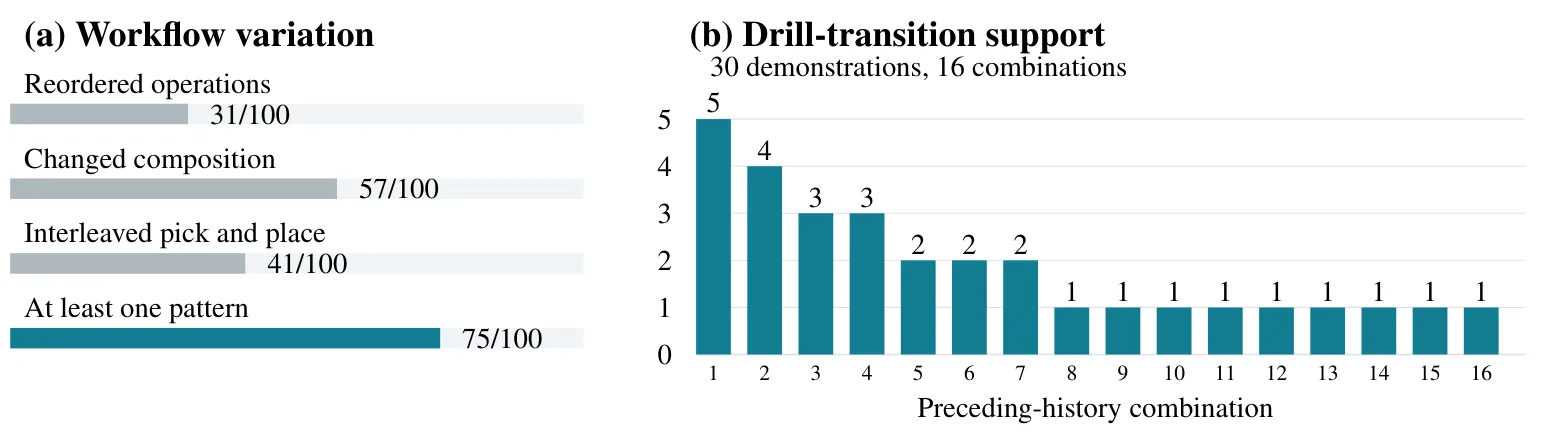 (a) Workflow variation
Reordered operations
31/100
Changed composition
57/100
Interleaved pick and place
41/100
At least one pattern
75/100
(b) Drill-transition support
30 demonstrations, 16 combinations
5
4
3
2
1
0
5 4 3 3 2 2 2 1 1 1 1 1 1 1 1 1
1 2 3 4 5 6 7 8 9 10 11 12 13 14 15 16
Preceding-history combination